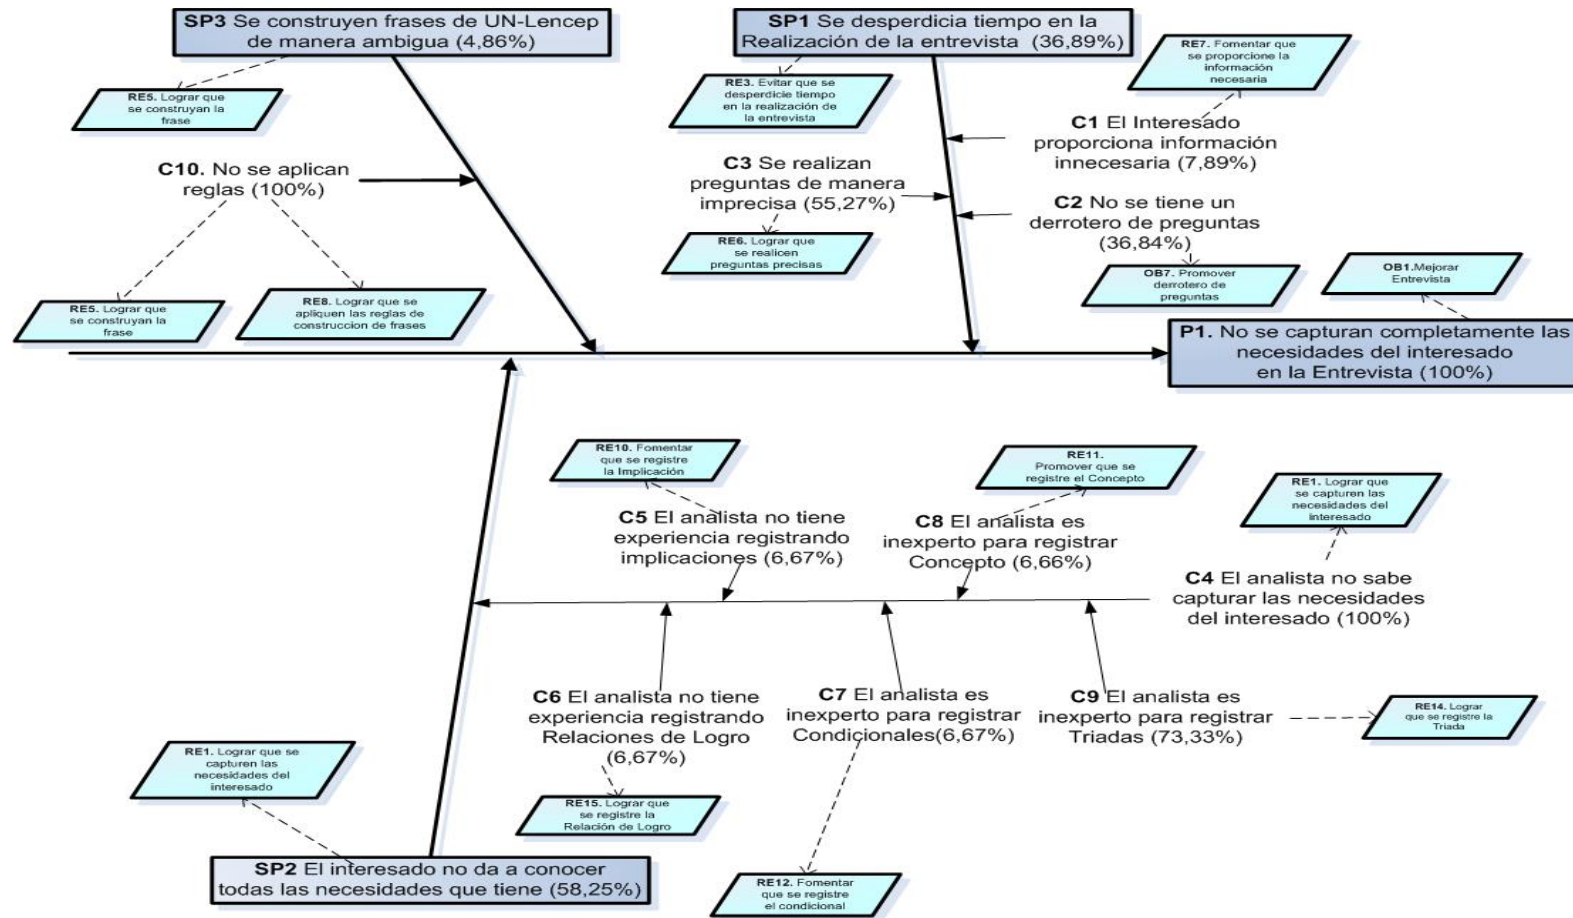 SP3 Se construyen frases de UN-Lencep
de manera ambigua (4,86%)
SP1 Se desperdicia tiempo en la
Realización de la entrevista (36,89%)
RE7. Fomentar que
se proporcione la
información
necesaria
RE5. Lograr que
se construyan la
frase
RE3. Evitar que se
desperdicie tiempo
en la realización de
la entrevista
C1 El Interesado
proporciona información
innecesaria (7,89%)
C10. No se aplican
reglas (100%)
C3 Se realizan
preguntas de manera
imprecisa (55,27%)
C2 No se tiene un
derrotero de preguntas
(36,84%)
RE6. Lograr que
se realicen
preguntas precisas
OB7. Promover
derrotero de
preguntas
OB1.Mejorar
Entrevista
RE5. Lograr que
se construyan la
frase
RE8. Lograr que se
apliquen las reglas de
construccion de frases
P1. No se capturan completamente las
necesidades del interesado
en la Entrevista (100%)
RE10. Fomentar
que se registre
la Implicación
RE11.
Promover que se
registre el Concepto
RE1. Lograr que
se capturen las
necesidades del
interesado
C5 El analista no tiene
experiencia registrando
implicaciones (6,67%)
C8 El analista es
inexperto para registrar
Concepto (6,66%)
C4 El analista no sabe
capturar las necesidades
del interesado (100%)
C6 El analista no tiene
experiencia registrando
Relaciones de Logro
(6,67%)
C7 El analista es
inexperto para registrar
Condicionales(6,67%)
C9 El analista es
inexperto para registrar
Triadas (73,33%)
RE14. Lograr
que se registre la
Triada
RE1. Lograr que se
capturen las
necesidades del
interesado
RE15. Lograr que
se registre la
Relación de Logro
SP2 El interesado no da a conocer
todas las necesidades que tiene (58,25%)
RE12. Fomentar
que se registre
el condicional